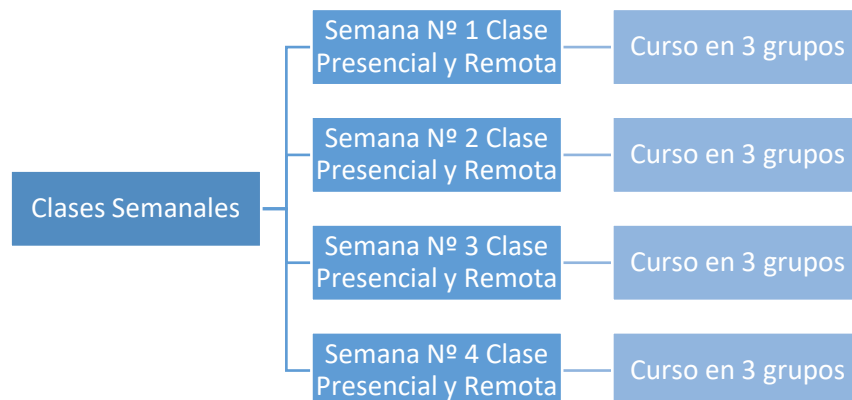 Clases Semanales
Semana Nº 1 Clase
Presencial y Remota
Curso en 3 grupos
Semana Nº 2 Clase
Presencial y Remota
Curso en 3 grupos
Semana Nº 3 Clase
Presencial y Remota
Curso en 3 grupos
Semana Nº 4 Clase
Presencial y Remota
Curso en 3 grupos